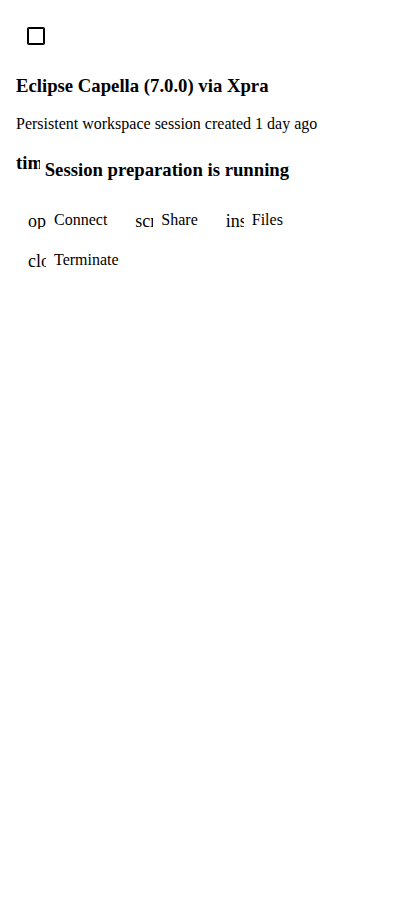 Eclipse Capella (7.0.0) via Xpra
Persistent workspace session created 1 day ago
tim Session preparation is running
op Connect scr Share ins Files
clo Terminate